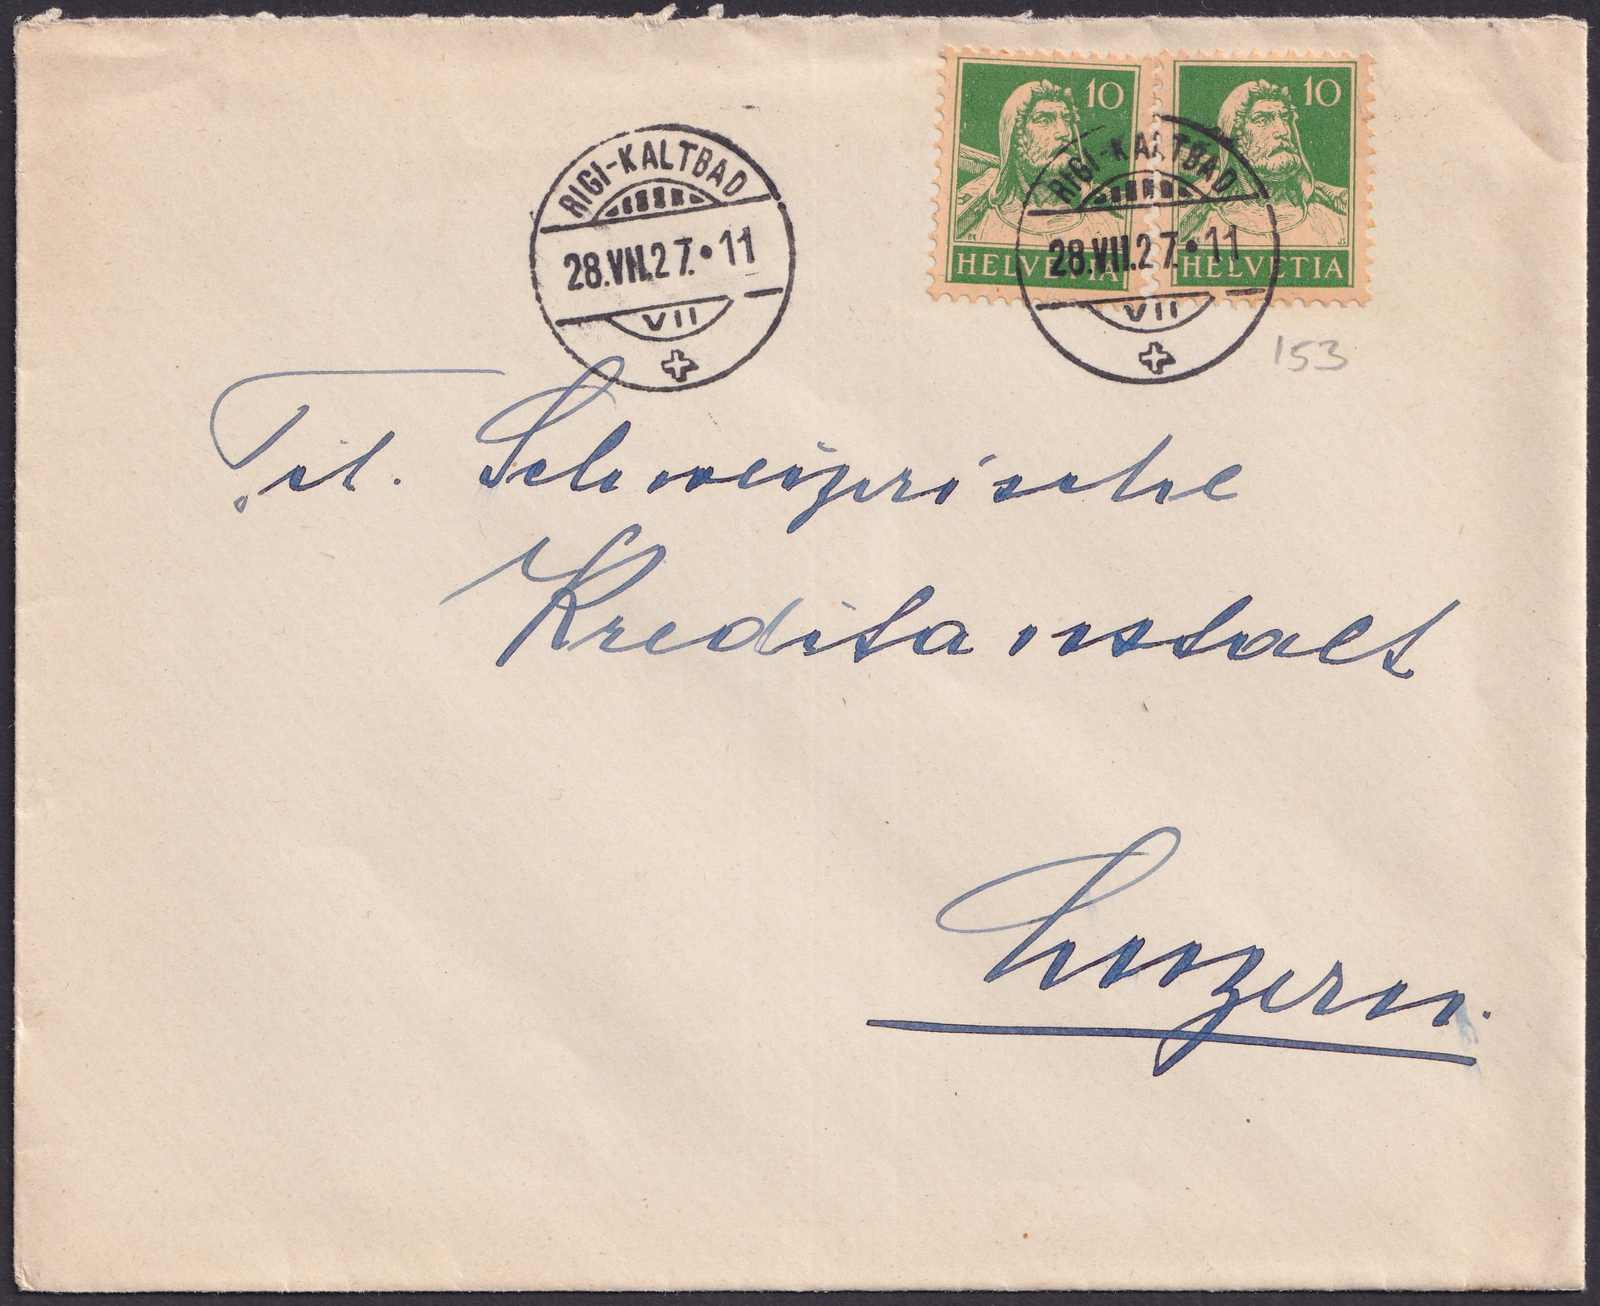 10 10
HELVETIA HELVETIA
RIGI-KALTBAD
28.VII.27.•11
VII
RIGI-KALTBAD
28.VII.27.•11
VII
153
Tit. Schweizerische
Kreditanstalt
Luzern.